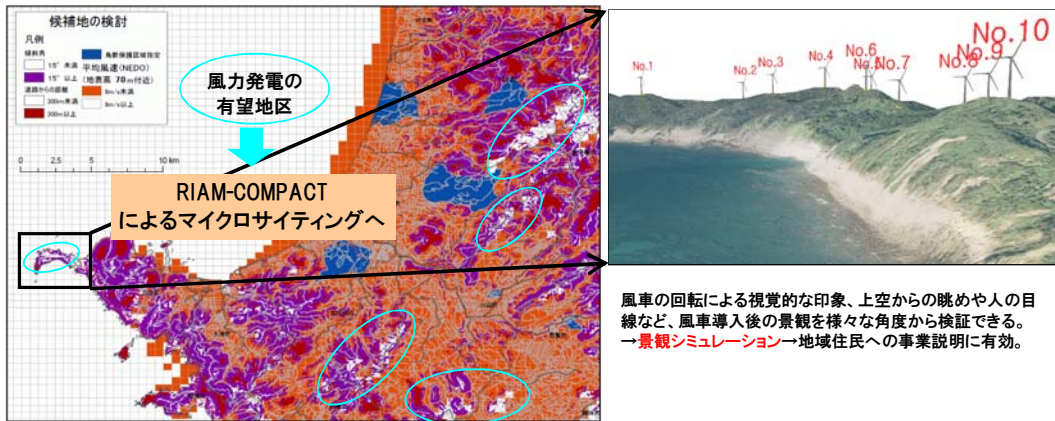 候補地の検討
凡例
傾斜角
15° 未満
15° 以上
道路からの距離
300m未満
300m以上
鳥獣保護区域指定
平均風速(NEDO)
(地表高 70m付近)
6m/s未満
6m/s以上
0 2.5 5 10 km
風力発電の
有望地区
RIAM-COMPACT
によるマイクロサイティングへ
No.1
No.2
No.3
No.4
No.5
No.6
No.7
No.8
No.9
No.10
風車の回転による視覚的な印象、上空からの眺めや人の目
線など、風車導入後の景観を様々な角度から検証できる。
→景観シミュレーション→地域住民への事業説明に有効。